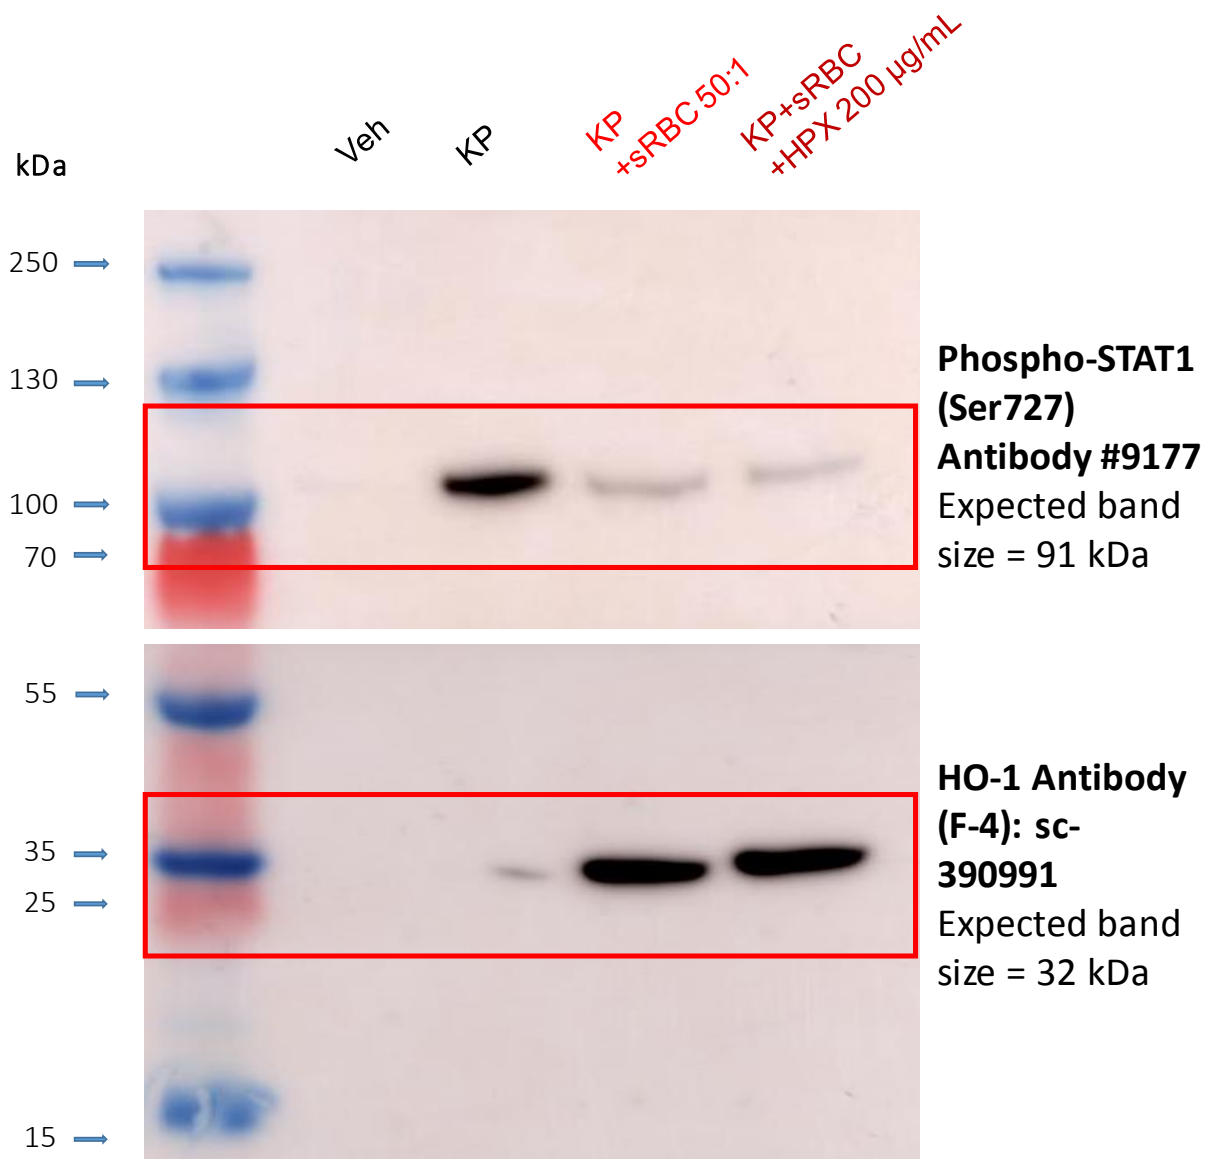 kDa
Veh
KP
KP
+sRBC 50:1
KP+sRBC
+HPX 200 µg/mL
250
130
100
70
Phospho-STAT1
(Ser727)
Antibody #9177
Expected band
size = 91 kDa
55
35
25
15
HO-1 Antibody
(F-4): sc-
390991
Expected band
size = 32 kDa